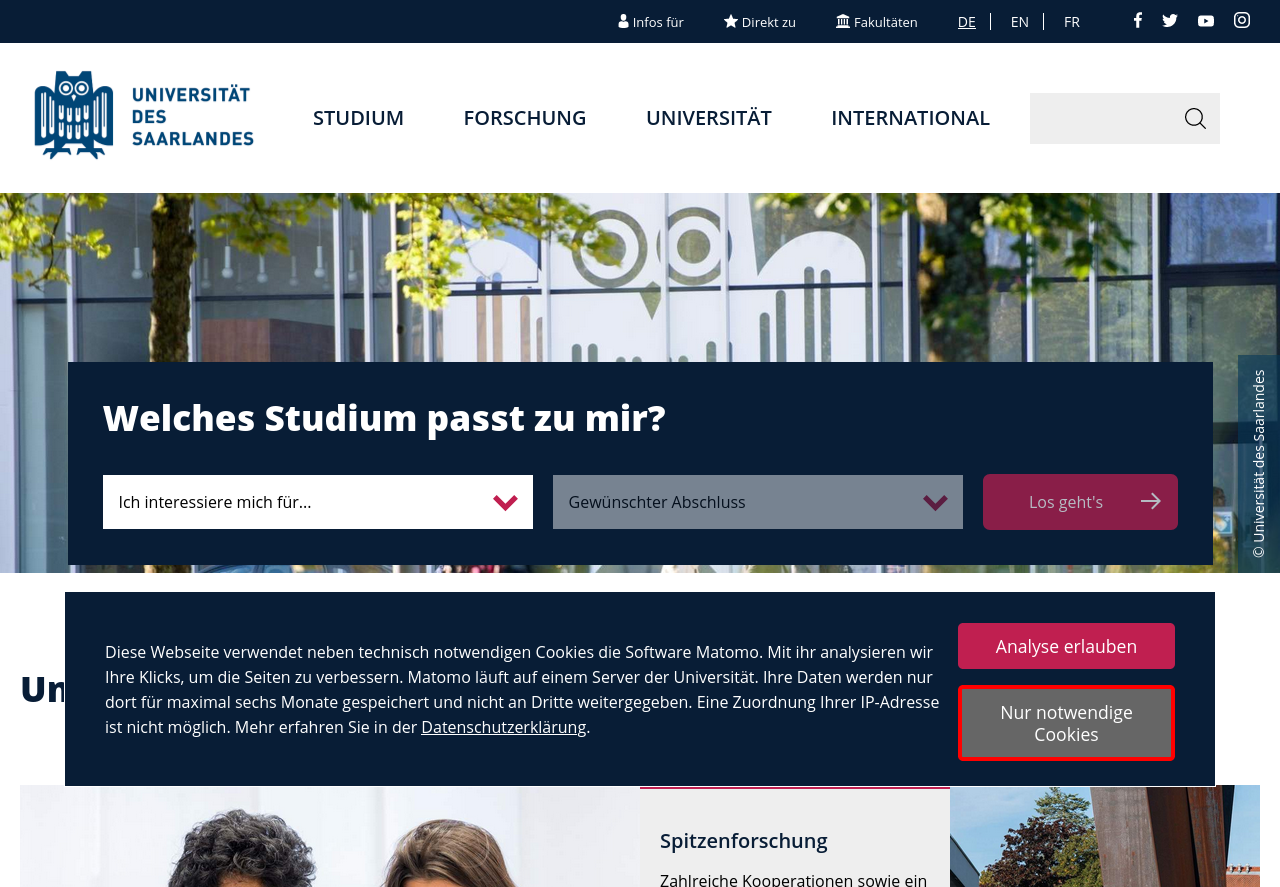 Infos für Direkt zu Fakultäten DE EN FR
UNIVERSITÄT
DES
SAARLANDES
STUDIUM FORSCHUNG UNIVERSITÄT INTERNATIONAL
Welches Studium passt zu mir?
Ich interessiere mich für... Gewünschter Abschluss Los geht's
© Universität des Saarlandes
Diese Webseite verwendet neben technisch notwendigen Cookies die Software Matomo. Mit ihr analysieren wir
Ihre Klicks, um die Seiten zu verbessern. Matomo läuft auf einem Server der Universität. Ihre Daten werden nur
dort für maximal sechs Monate gespeichert und nicht an Dritte weitergegeben. Eine Zuordnung Ihrer IP-Adresse
ist nicht möglich. Mehr erfahren Sie in der Datenschutzerklärung.
Analyse erlauben
Nur notwendige
Cookies
Spitzenforschung
Zahlreiche Kooperationen sowie ein